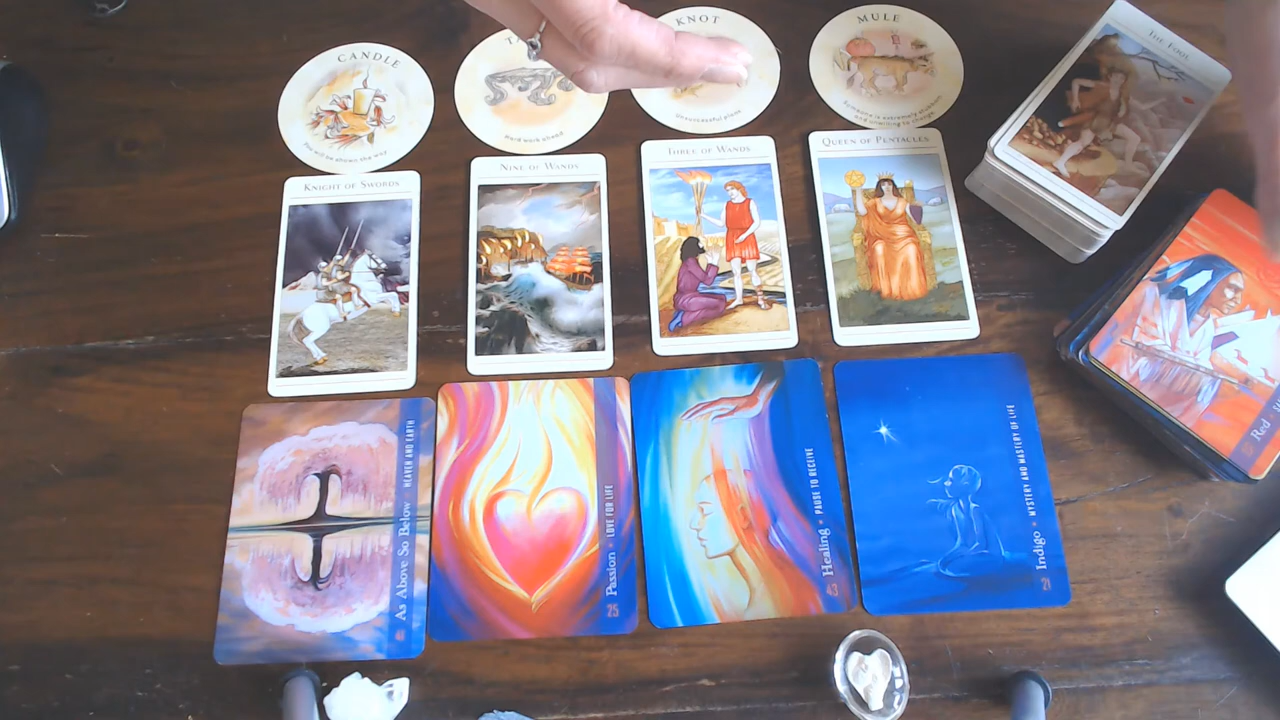 CANDLE
You will be shown the way
Hard work ahead
KNOT
Unsuccessful plans
MULE
Someone is extremely stubborn
and unwilling to change
THE FOOL
KNIGHT OF SWORDS
NINE OF WANDS
THREE OF WANDS
QUEEN OF PENTACLES
As Above So Below • HEAVEN AND EARTH
25 Passion • LOVE FOR LIFE
43 Healing • PAUSE TO RECEIVE
21 Indigo • MYSTERY AND MASTERY OF LIFE
Red